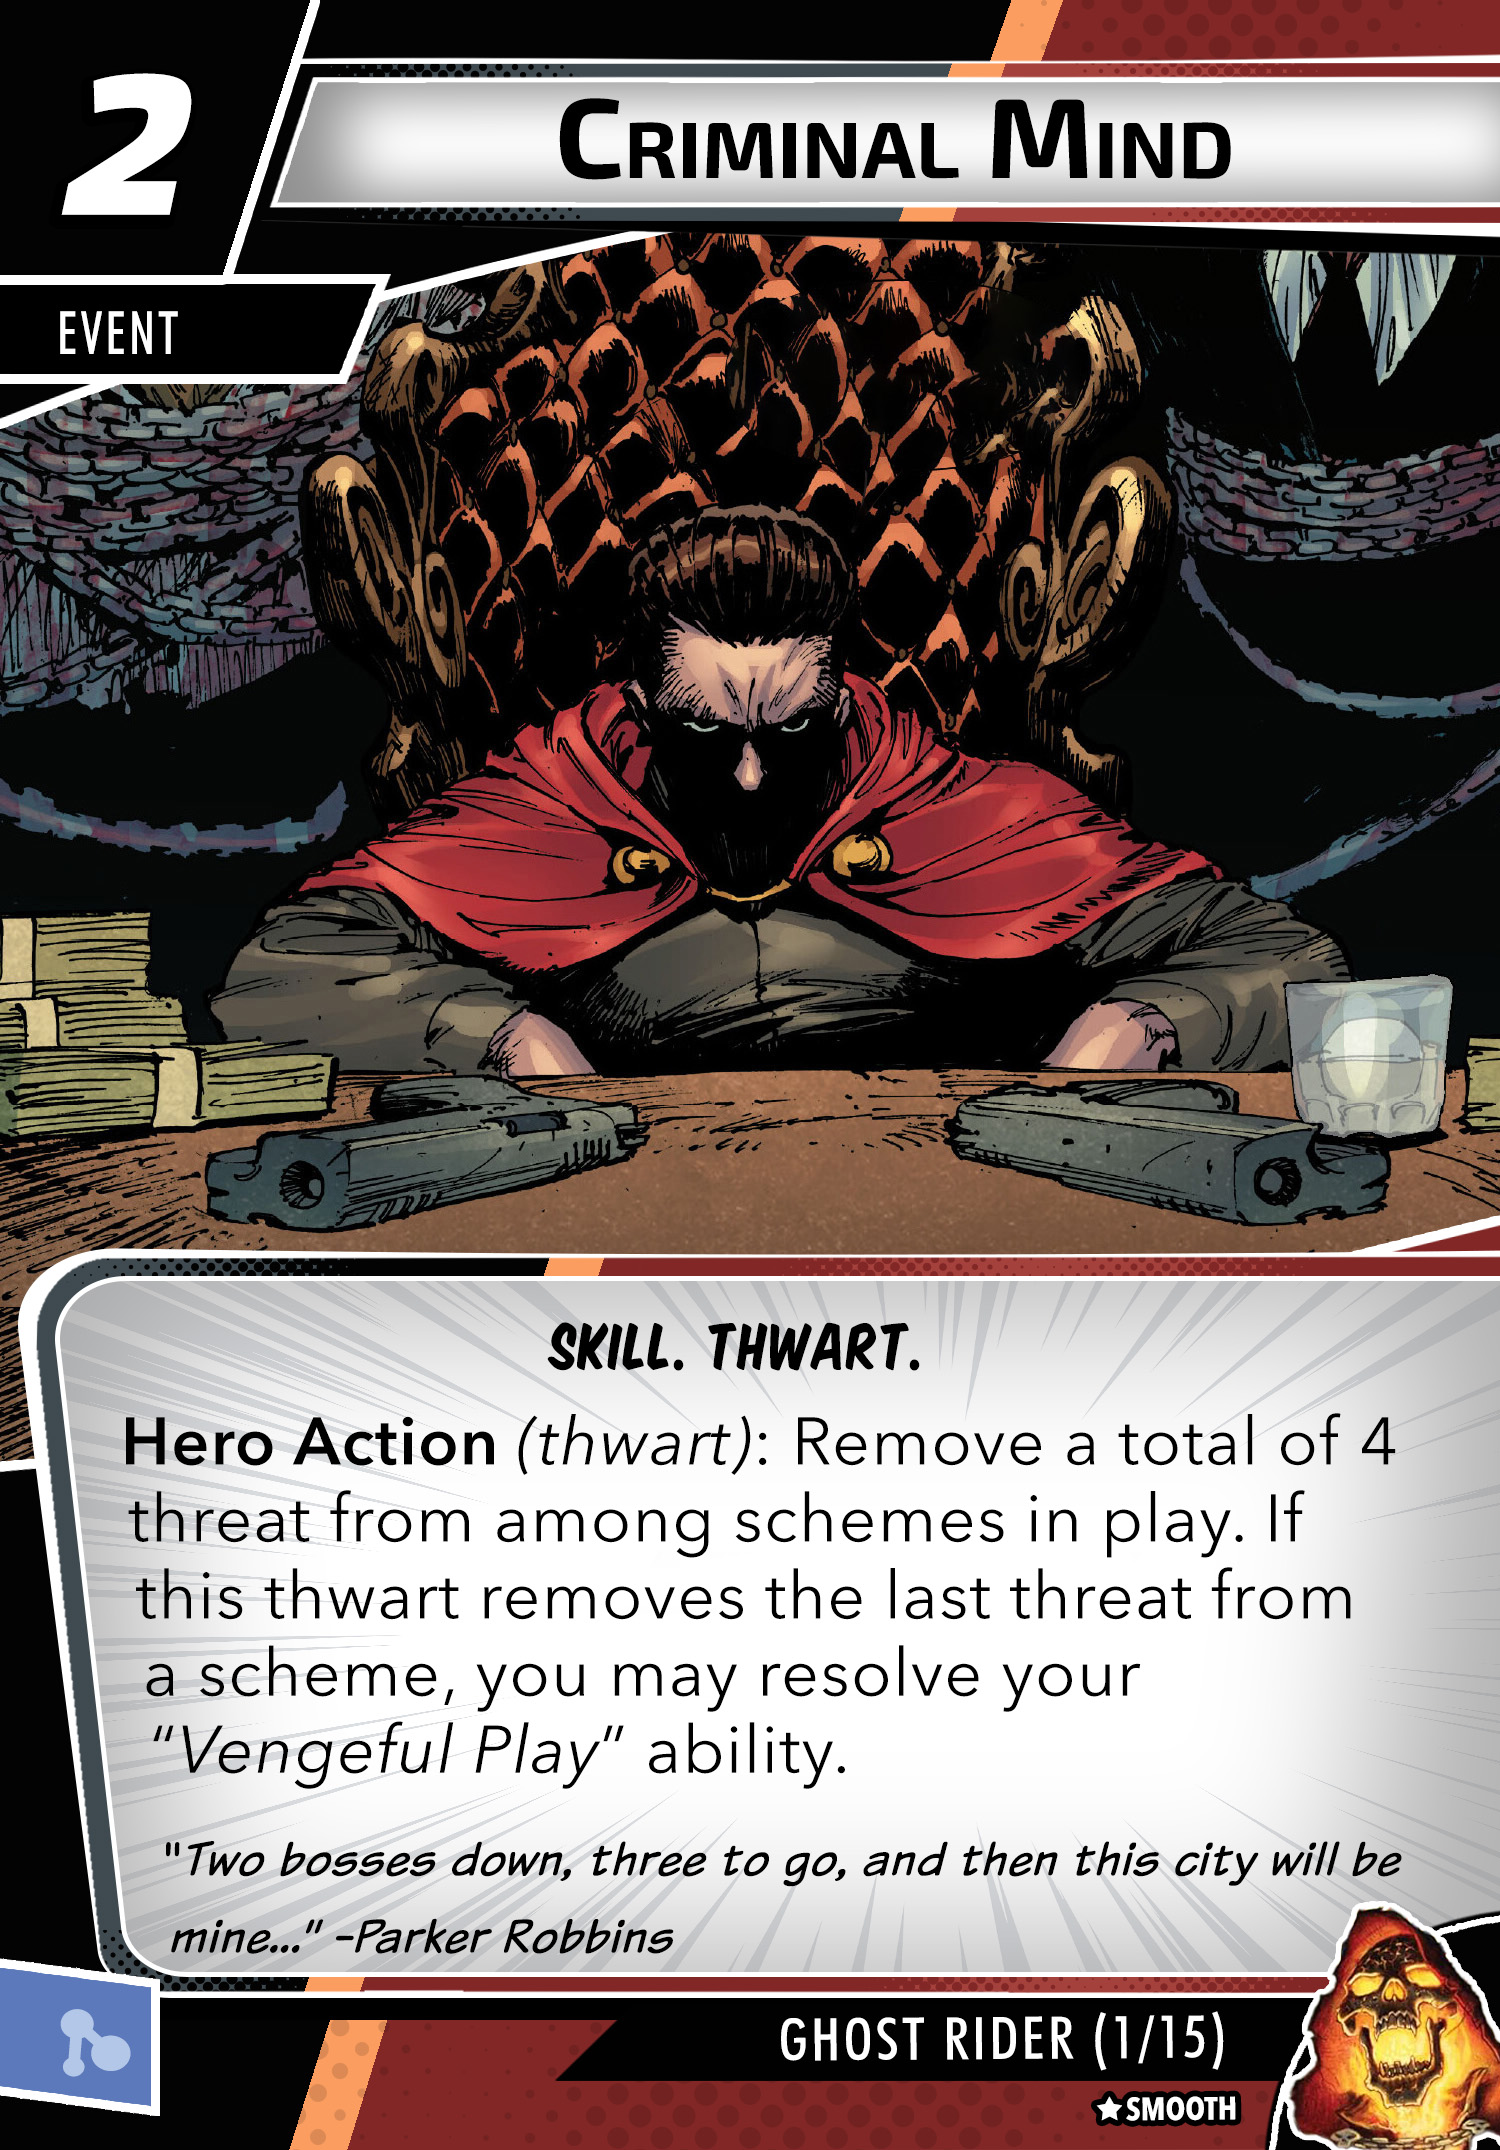 2
CRIMINAL MIND
EVENT
SKILL. THWART.
Hero Action (thwart): Remove a total of 4
threat from among schemes in play. If
this thwart removes the last threat from
a scheme, you may resolve your
“Vengeful Play” ability.
"Two bosses down, three to go, and then this city will be
mine..." -Parker Robbins
GHOST RIDER (1/15)
★SMOOTH